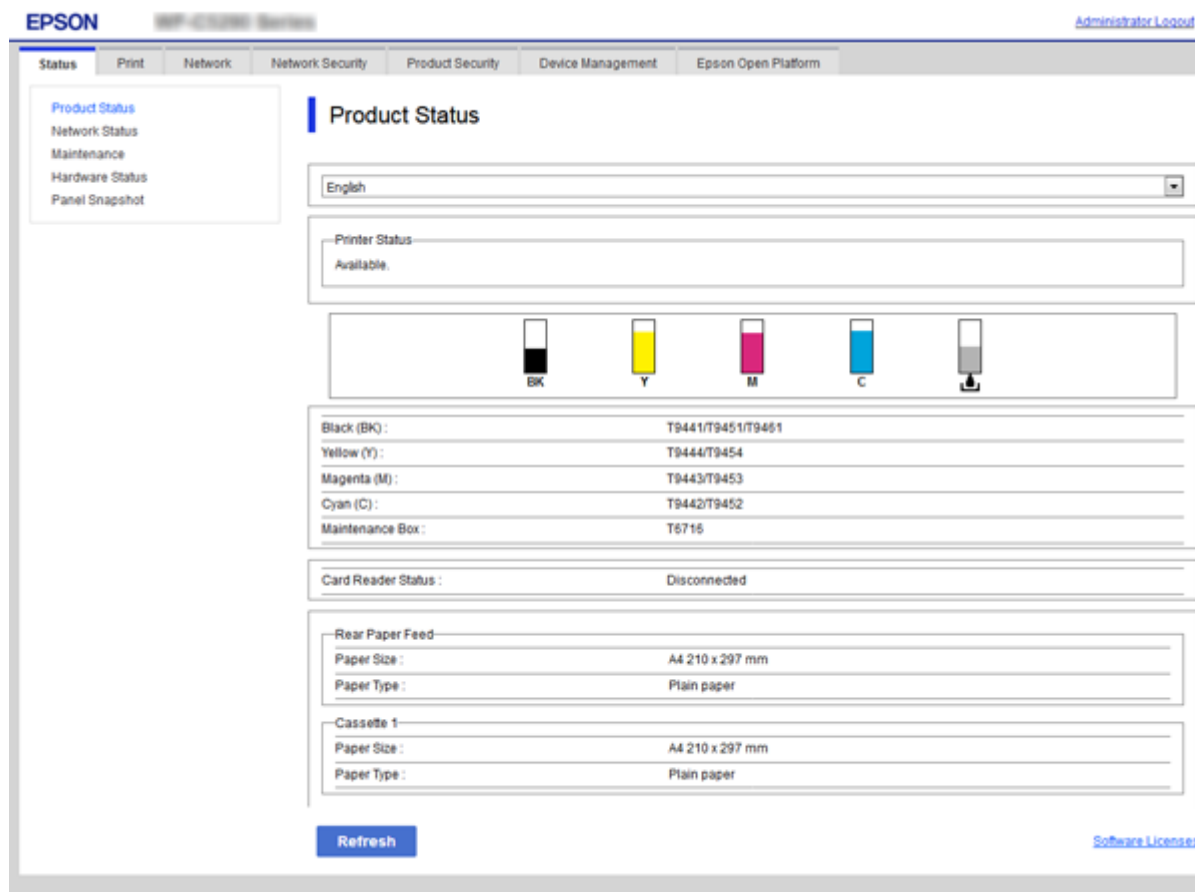 EPSON
Administrator Logout
Status Print Network Network Security Product Security Device Management Epson Open Platform
Product Status
Network Status
Maintenance
Hardware Status
Panel Snapshot
Product Status
English
Printer Status
Available.
BK Y M C
Black (BK) : T9441/T9451/T9461
Yellow (Y) : T9444/T9454
Magenta (M) : T9443/T9453
Cyan (C) : T9442/T9452
Maintenance Box : T6716
Card Reader Status : Disconnected
Rear Paper Feed
Paper Size : A4 210 x 297 mm
Paper Type : Plain paper
Cassette 1
Paper Size : A4 210 x 297 mm
Paper Type : Plain paper
Refresh
Software Licenses